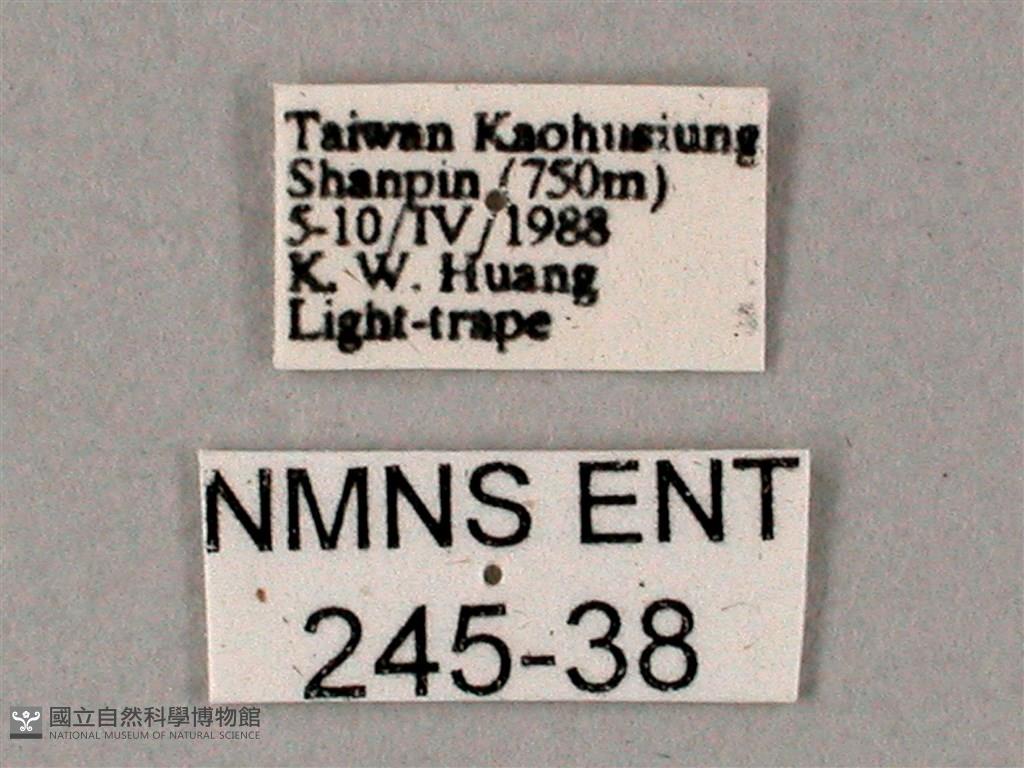 Taiwan Kaohusiung
Shanpin (750m)
5-10/IV/1988
K. W. Huang
Light-trape
NMNS ENT
245-38
國立自然科學博物館
NATIONAL MUSEUM OF NATURAL SCIENCE